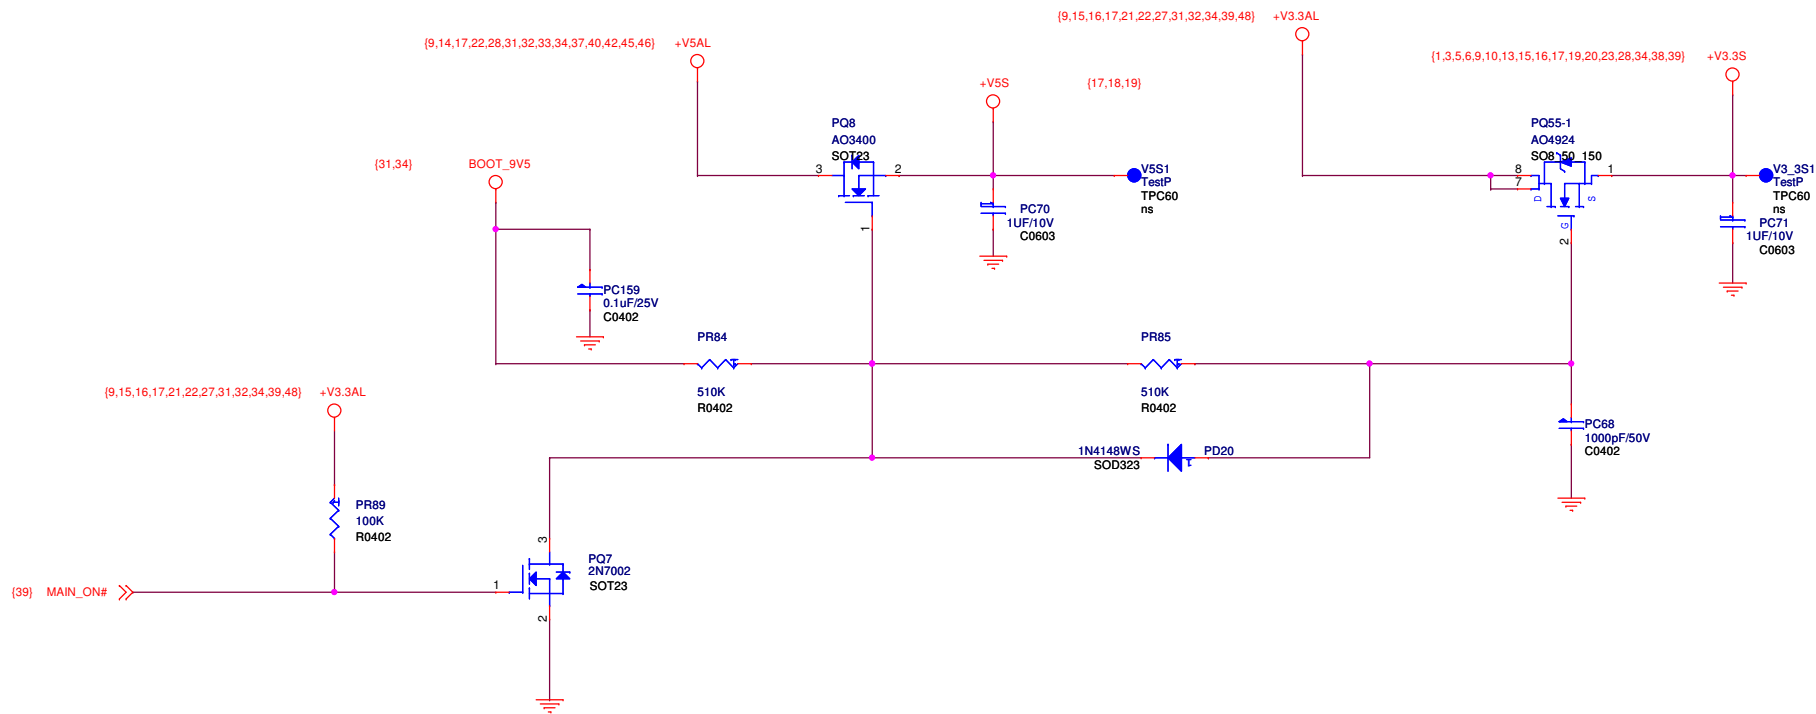 {9,15,16,17,21,22,27,31,32,34,39,48} +V3.3AL
{9,14,17,22,28,31,32,33,34,37,40,42,45,46} +V5AL
{1,3,5,6,9,10,13,15,16,17,19,20,23,28,34,38,39} +V3.3S
+V5S {17,18,19}
PQ8
AO3400
SOT23
3
2
1
PQ55-1
AO4924
SO8_50_150
8
7
1
D
S
G
2
{31,34} BOOT_9V5
V5S1
TestP
TPC60
ns
V3_3S1
TestP
TPC60
ns
PC70
1UF/10V
C0603
PC71
1UF/10V
C0603
PC159
0.1uF/25V
C0402
PR84
510K
R0402
PR85
510K
R0402
{9,15,16,17,21,22,27,31,32,34,39,48} +V3.3AL
PC68
1000pF/50V
C0402
1N4148WS
SOD323
PD20
PR89
100K
R0402
3
PQ7
2N7002
SOT23
{39} MAIN_ON#
1
2